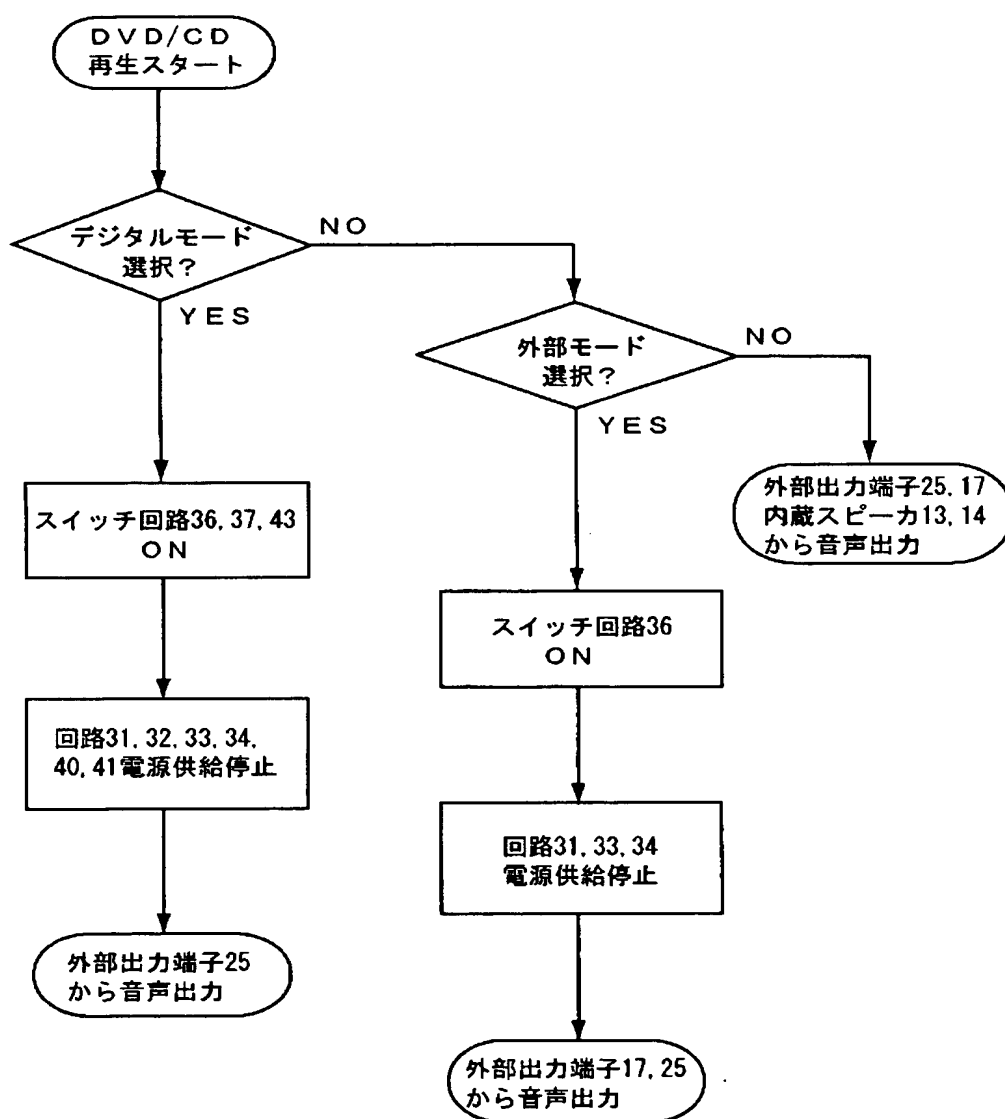 DVD/CD
再生スタート
デジタルモード
選択?
NO
YES
外部モード
選択?
NO
YES
外部出力端子25,17
内蔵スピーカ13,14
から音声出力
スイッチ回路36,37,43
ON
スイッチ回路36
ON
回路31,32,33,34,
40,41電源供給停止
回路31,33,34
電源供給停止
外部出力端子25
から音声出力
外部出力端子17,25
から音声出力